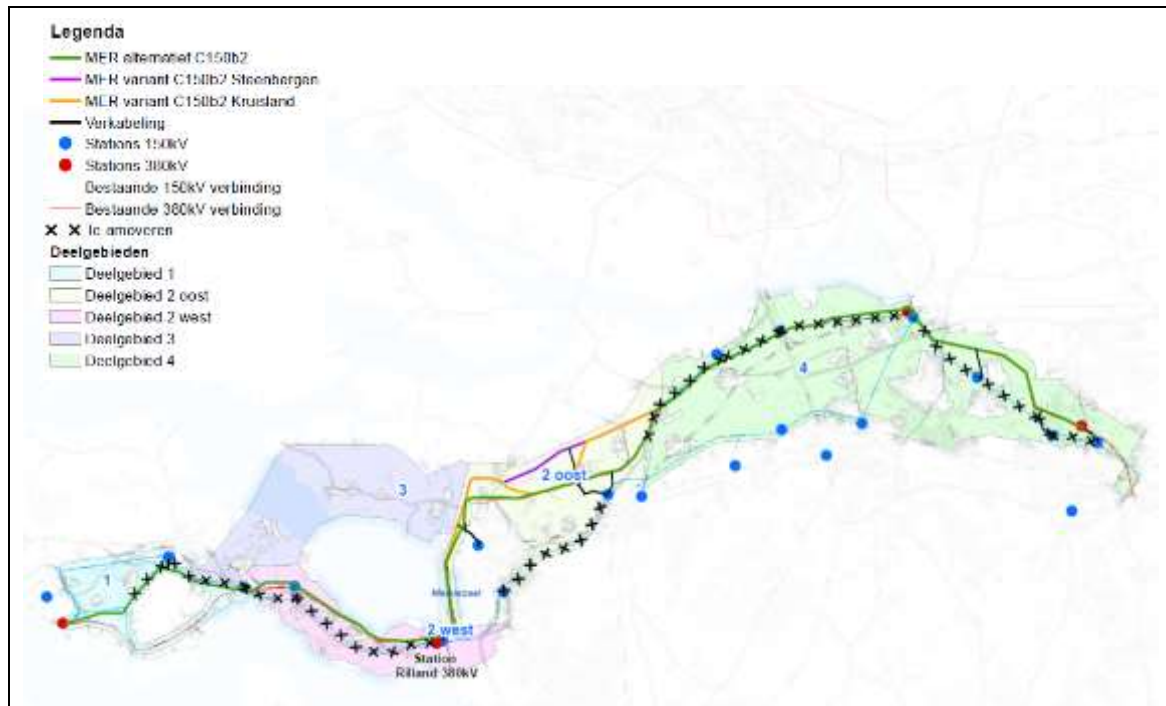 Legenda
MER alternatief C150b2
MER variant C150b2 Steenbergen
MER variant C150b2 Kruisland
Verkabeling
Stations 150kV
Stations 380kV
Bestaande 150kV verbinding
Bestaande 380kV verbinding
Te amoveren
Deelgebieden
Deelgebied 1
Deelgebied 2 oost
Deelgebied 2 west
Deelgebied 3
Deelgebied 4
4
2 oost
3
1
2 west
Station
Rilland 380kV